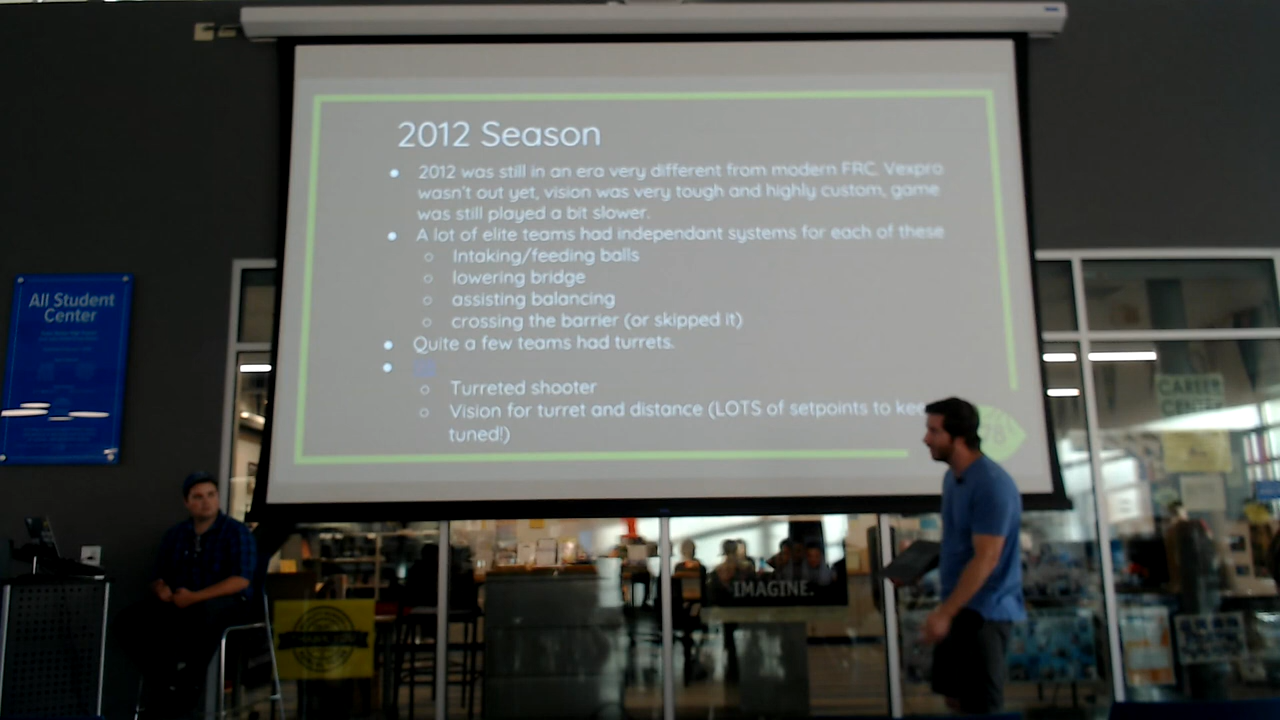 2012 Season
2012 was still in an era very different from modern FRC. Vexpro
wasn't out yet, vision was very tough and highly custom, game
was still played a bit slower.
A lot of elite teams had independant systems for each of these
Intaking/feeding balls
lowering bridge
assisting balancing
crossing the barrier (or skipped it)
Quite a few teams had turrets.
Turreted shooter
Vision for turret and distance (LOTS of setpoints to
tuned!)
All Student
Center
CAREER
CENTER
IMAGINE.